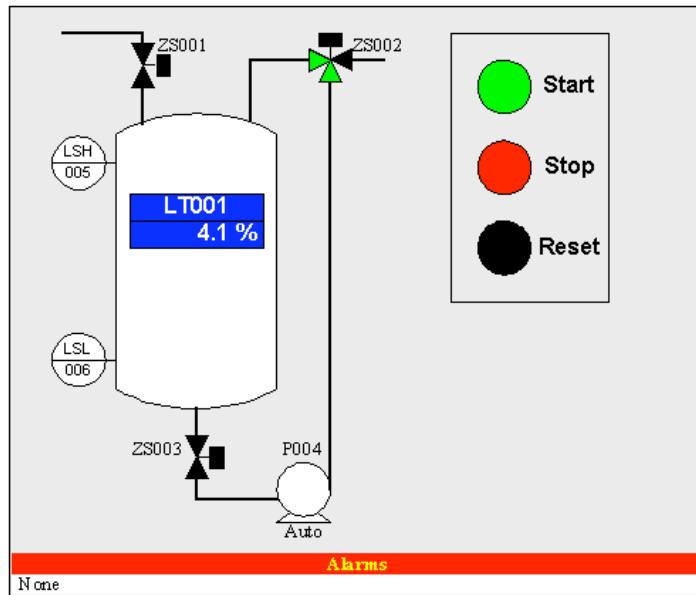 ZS001
ZS002
Start
LSH
005
Stop
LT001
4.1 %
Reset
LSL
006
ZS003
P004
Auto
Alarms
None